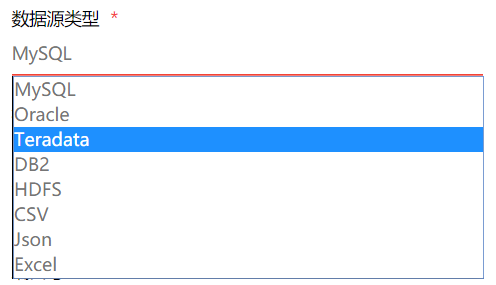 数据源类型 *
MySQL
MySQL
Oracle
Teradata
DB2
HDFS
CSV
Json
Excel